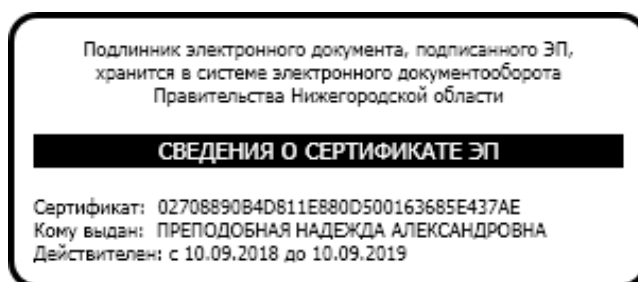 Подлинник электронного документа, подписанного ЭП,
хранится в системе электронного документооборота
Правительства Нижегородской области
СВЕДЕНИЯ О СЕРТИФИКАТЕ ЭП
Сертификат: 02708890B4D811E880D500163685E437AE
Кому выдан: ПРЕПОДОБНАЯ НАДЕЖДА АЛЕКСАНДРОВНА
Действителен: с 10.09.2018 до 10.09.2019